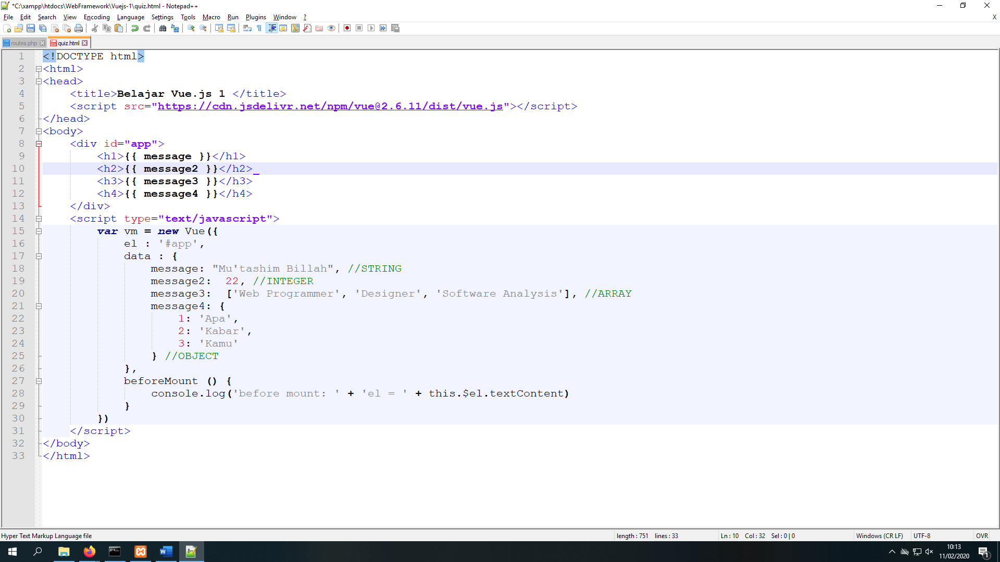 *C:\xampp\htdocs\WebFramework\Vuejs-1\quiz.html - Notepad++
File Edit Search View Encoding Language Settings Tools Macro Run Plugins Window ? X
routes.php quiz.html
1 <!DOCTYPE html>
2 <html>
3 <head>
4 <title>Belajar Vue.js 1 </title>
5 <script src="https://cdn.jsdelivr.net/npm/vue@2.6.11/dist/vue.js"></script>
6 </head>
7 <body>
8 <div id="app">
9 <h1>{{ message }}</h1>
10 <h2>{{ message2 }}</h2>
11 <h3>{{ message3 }}</h3>
12 <h4>{{ message4 }}</h4>
13 </div>
14 <script type="text/javascript">
15 var vm = new Vue({
16 el : '#app',
17 data : {
18 message: "Mu'tashim Billah", //STRING
19 message2:  22, //INTEGER
20 message3:  ['Web Programmer', 'Designer', 'Software Analysis'], //ARRAY
21 message4: {
22 1: 'Apa',
23 2: 'Kabar',
24 3: 'Kamu'
25 } //OBJECT
26 },
27 beforeMount () {
28 console.log('before mount: ' + 'el = ' + this.$el.textContent)
29 }
30 })
31 </script>
32 </body>
33 </html>
Hyper Text Markup Language file length : 751 lines : 33 Ln : 10 Col : 32 Sel : 0 | 0 Windows (CR LF) UTF-8 OVR
10:13
11/02/2020
1